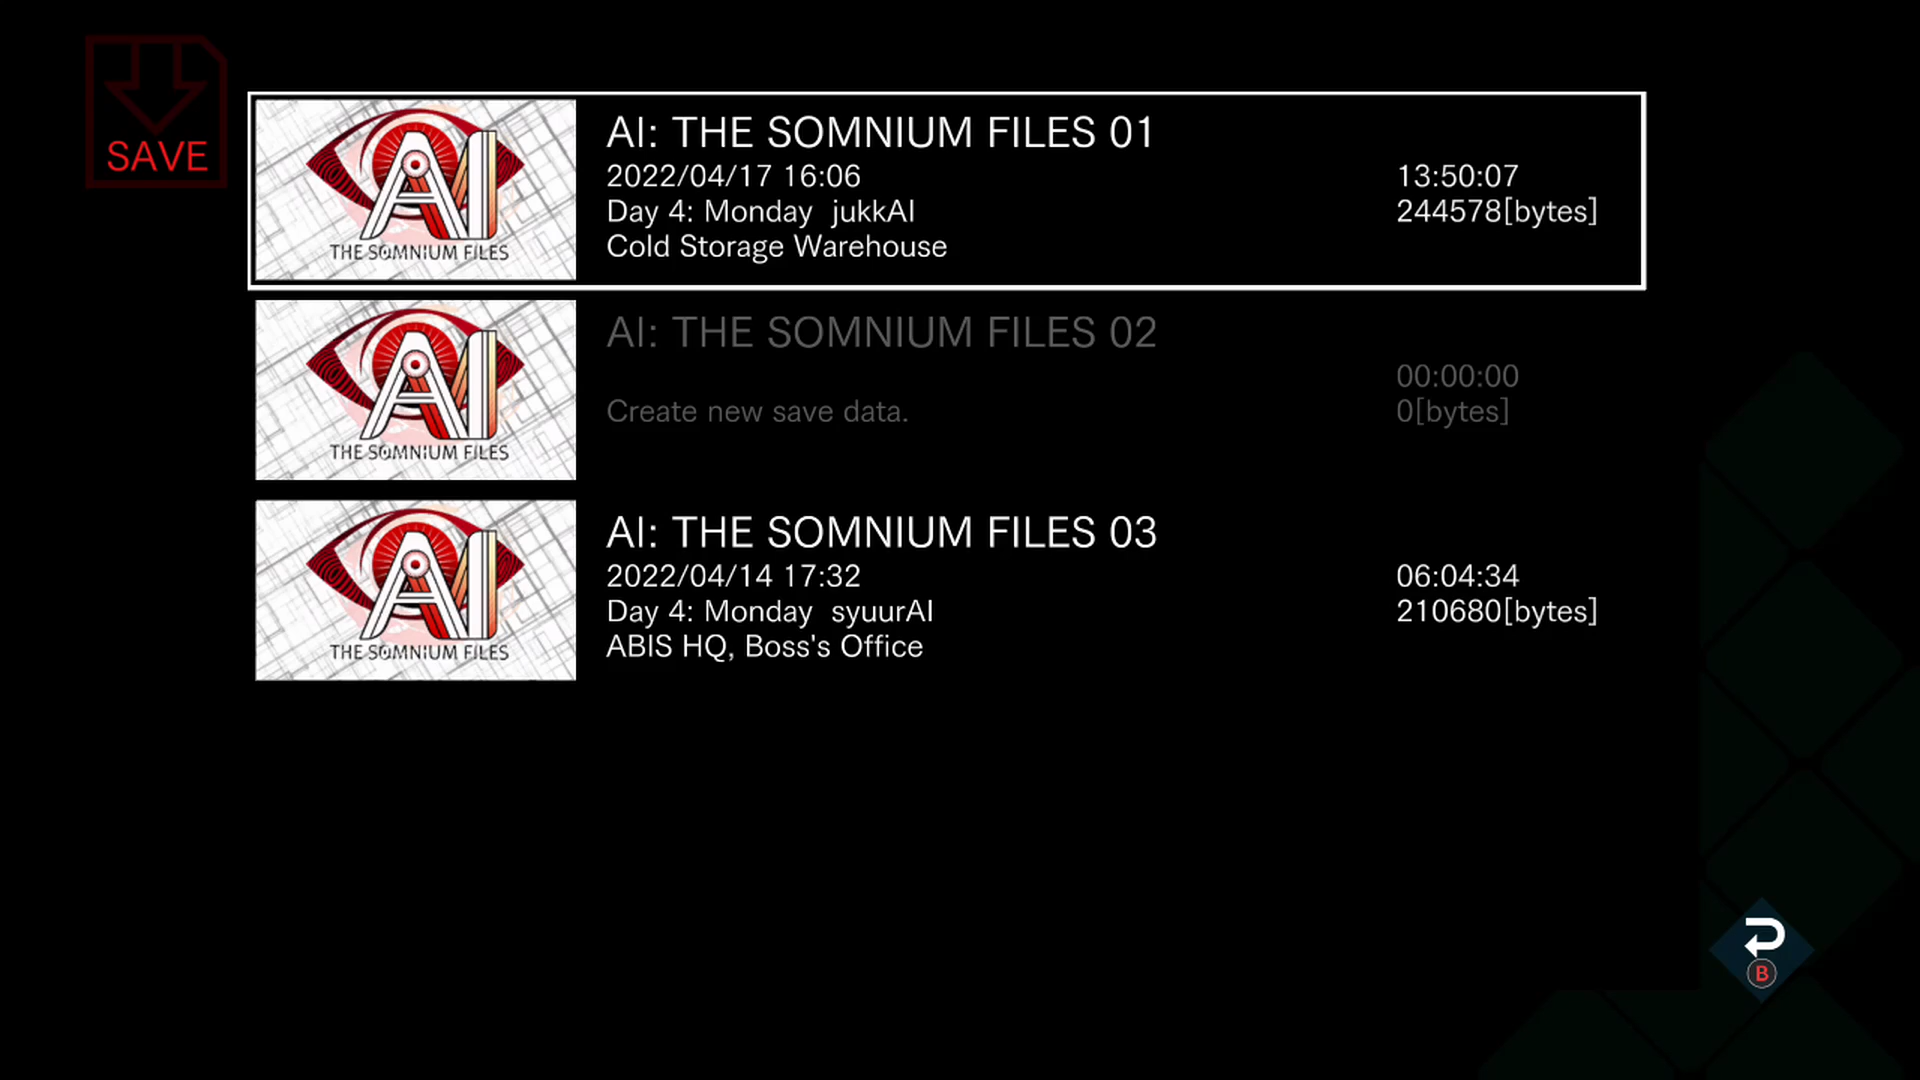 SAVE
AI
THE SOMNIUM FILES
AI: THE SOMNIUM FILES 01
2022/04/17 16:06
13:50:07
Day 4: Monday jukkAI
244578[bytes]
Cold Storage Warehouse
AI
THE SOMNIUM FILES
AI: THE SOMNIUM FILES 02
00:00:00
Create new save data.
0[bytes]
AI
THE SOMNIUM FILES
AI: THE SOMNIUM FILES 03
2022/04/14 17:32
06:04:34
Day 4: Monday syuurAI
210680[bytes]
ABIS HQ, Boss's Office
B